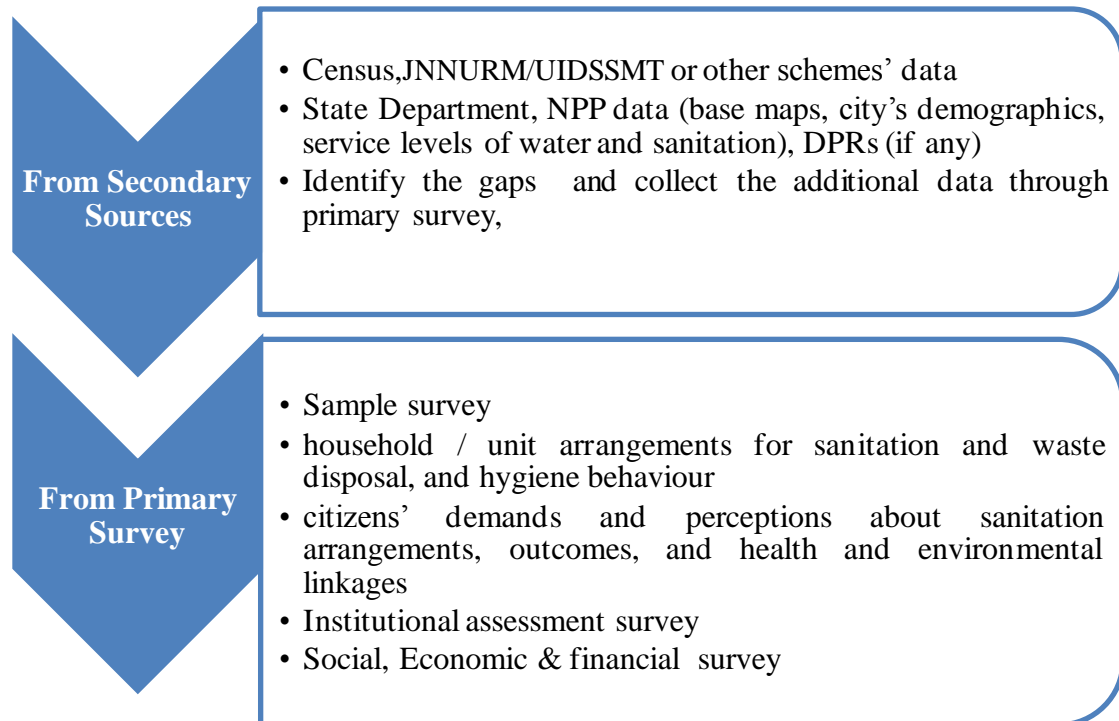 From Secondary
Sources
• Census,JNNURM/UIDSSMT or other schemes’ data
• State Department, NPP data (base maps, city’s demographics,
service levels of water and sanitation), DPRs (if any)
• Identify the gaps and collect the additional data through
primary survey,
From Primary
Survey
• Sample survey
• household / unit arrangements for sanitation and waste
disposal, and hygiene behaviour
• citizens’ demands and perceptions about sanitation
arrangements, outcomes, and health and environmental
linkages
• Institutional assessment survey
• Social, Economic & financial survey